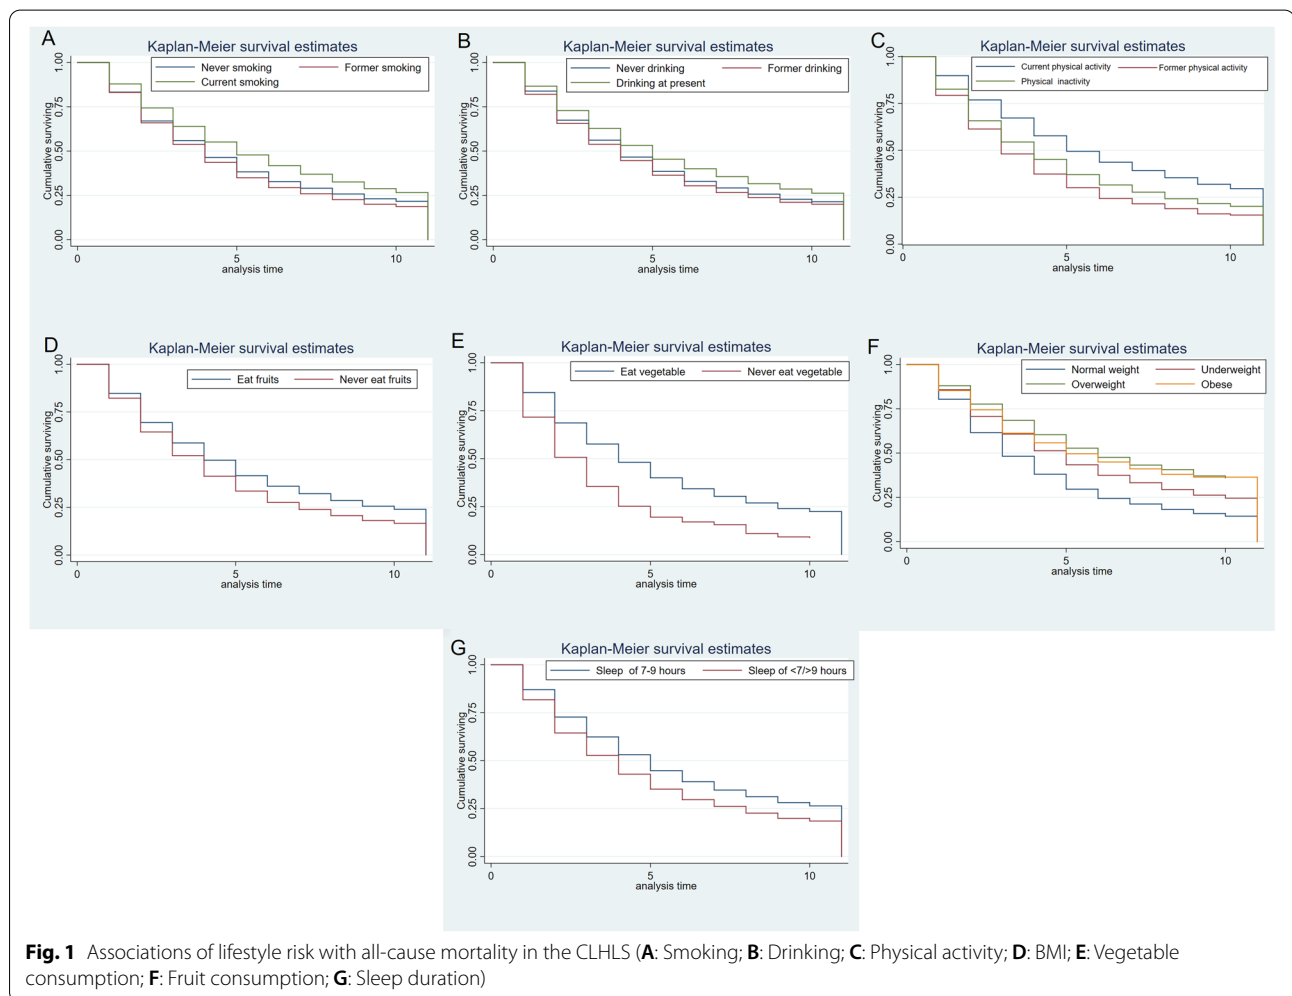 A
Kaplan-Meier survival estimates
Never smoking
Former smoking
Current smoking
Cumulative surviving
1.00
0.75
0.50
0.25
0.00
0
5
10
analysis time
B
Kaplan-Meier survival estimates
Never drinking
Former drinking
Drinking at present
Cumulative surviving
1.00
0.75
0.50
0.25
0.00
0
5
10
analysis time
C
Kaplan-Meier survival estimates
Current physical activity
Former physical activity
Physical inactivity
Cumulative surviving
1.00
0.75
0.50
0.25
0.00
0
5
10
analysis time
D
Kaplan-Meier survival estimates
Eat fruits
Never eat fruits
Cumulative surviving
1.00
0.75
0.50
0.25
0.00
0
5
10
analysis time
E
Kaplan-Meier survival estimates
Eat vegetable
Never eat vegetable
Cumulative surviving
1.00
0.75
0.50
0.25
0.00
0
5
10
analysis time
F
Kaplan-Meier survival estimates
Normal weight
Underweight
Overweight
Obese
Cumulative surviving
1.00
0.75
0.50
0.25
0.00
0
5
10
analysis time
G
Kaplan-Meier survival estimates
Sleep of 7-9 hours
Sleep of <7/>9 hours
Cumulative surviving
1.00
0.75
0.50
0.25
0.00
0
5
10
analysis time
Fig. 1 Associations of lifestyle risk with all-cause mortality in the CLHLS (A: Smoking; B: Drinking; C: Physical activity; D: BMI; E: Vegetable
consumption; F: Fruit consumption; G: Sleep duration)